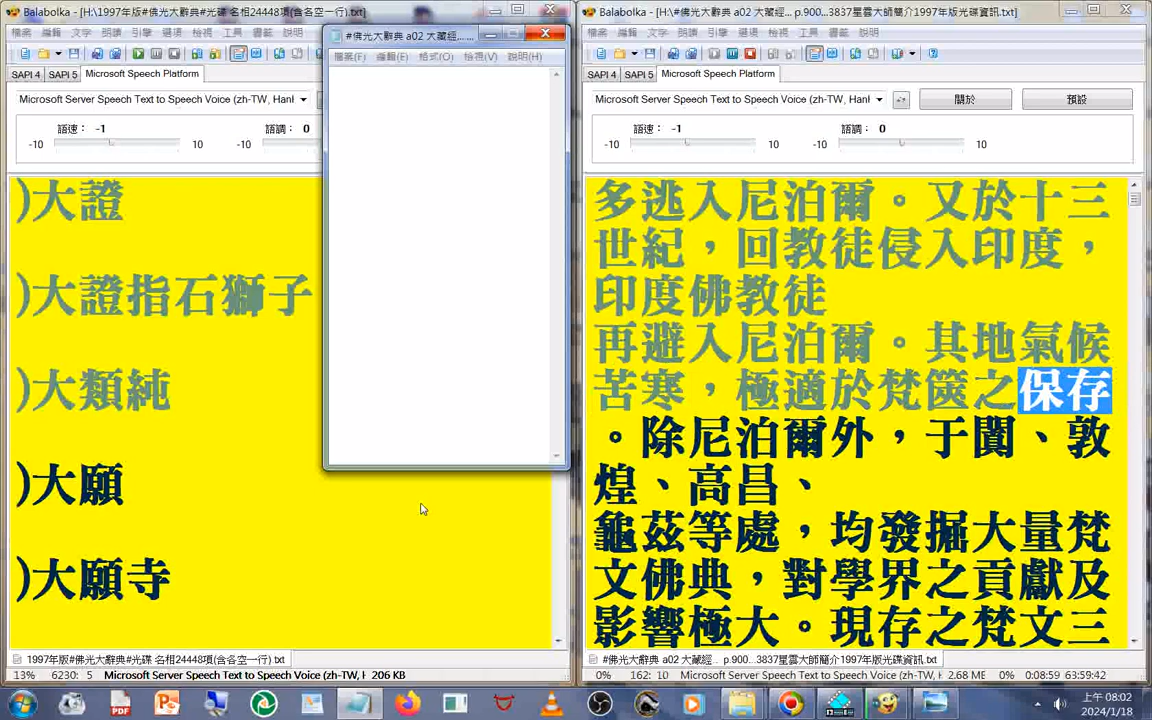 Balabolka - [H:\1997年版#佛光大辭典#光碟 名相24448項(含各空一行).txt]
檔案 編輯 文字 朗讀 引擎 選項 檢視 工具 書籤 說明
SAPI 4 SAPI 5 Microsoft Speech Platform
Microsoft Server Speech Text to Speech Voice (zh-TW, Hanl
語速： -1 語調： 0
-10 10 -10
)大證
)大證指石獅子
)大類純
)大願
)大願寺
1997年版#佛光大辭典#光碟 名相24448項(含各空一行).txt
13% 6230: 5 Microsoft Server Speech Text to Speech Voice (zh-TW, H 206 KB
#佛光大辭典 a02 大藏經... ...
檔案(F) 編輯(E) 格式(O) 檢視(V) 說明(H)
Balabolka - [H:\#佛光大辭典 a02 大藏經... p.900...3837星雲大師簡介1997年版光碟資訊.txt]
檔案 編輯 文字 朗讀 引擎 選項 檢視 工具 書籤 說明
SAPI 4 SAPI 5 Microsoft Speech Platform
Microsoft Server Speech Text to Speech Voice (zh-TW, Hanl 關於 預設
語速： -1 語調： 0
-10 10 -10 10
多逃入尼泊爾。又於十三
世紀，回教徒侵入印度，
印度佛教徒
再避入尼泊爾。其地氣候
苦寒，極適於梵篋之保存
。除尼泊爾外，于闐、敦
煌、高昌、
龜茲等處，均發掘大量梵
文佛典，對學界之貢獻及
影響極大。現存之梵文三
#佛光大辭典 a02 大藏經... p.900...3837星雲大師簡介1997年版光碟資訊.txt
0% 162: 10 Microsoft Server Speech Text to Speech Voice (zh-TW, H 2.68 MB 0% 0:08:59 63:59:42
PDF
上午 08:02
2024/1/18